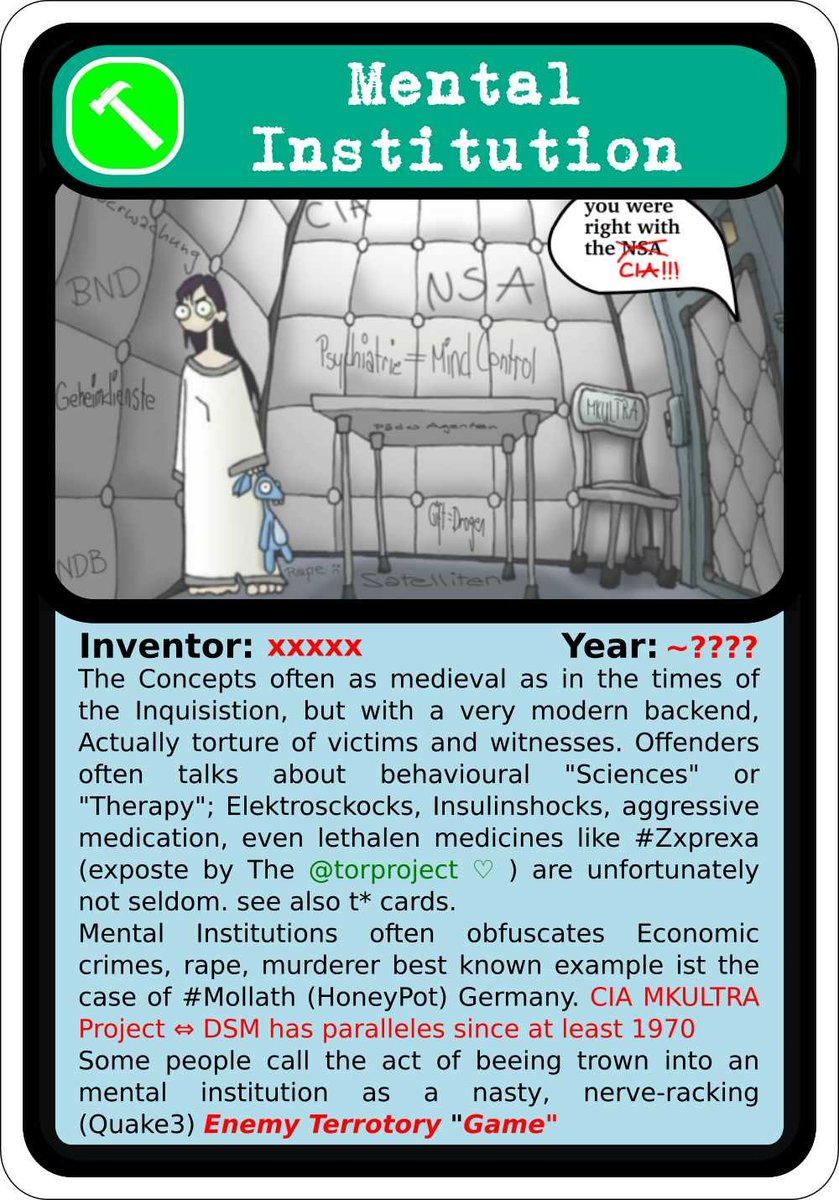 Mental
Institution
erwachung
CIA
you were
right with
the NSA
CIA!!!
BND
NSA
Psychiatrie = Mind Control
Geheimdienste
MKULTRA
Agenten
Gift=Drogen
NDB
Rape :(
Satelliten
Inventor: xxxxx Year: ~????
The Concepts often as medieval as in the times of
the Inquisistion, but with a very modern backend,
Actually torture of victims and witnesses. Offenders
often talks about behavioural "Sciences" or
"Therapy"; Elektrosckocks, Insulinshocks, aggressive
medication, even lethalen medicines like #Zxprexa
(exposte by The @torproject ♡ ) are unfortunately
not seldom. see also t* cards.
Mental Institutions often obfuscates Economic
crimes, rape, murderer best known example ist the
case of #Mollath (HoneyPot) Germany. CIA MKULTRA
Project ⇔ DSM has paralleles since at least 1970
Some people call the act of beeing trown into an
mental institution as a nasty, nerve-racking
(Quake3) Enemy Terrotory "Game"